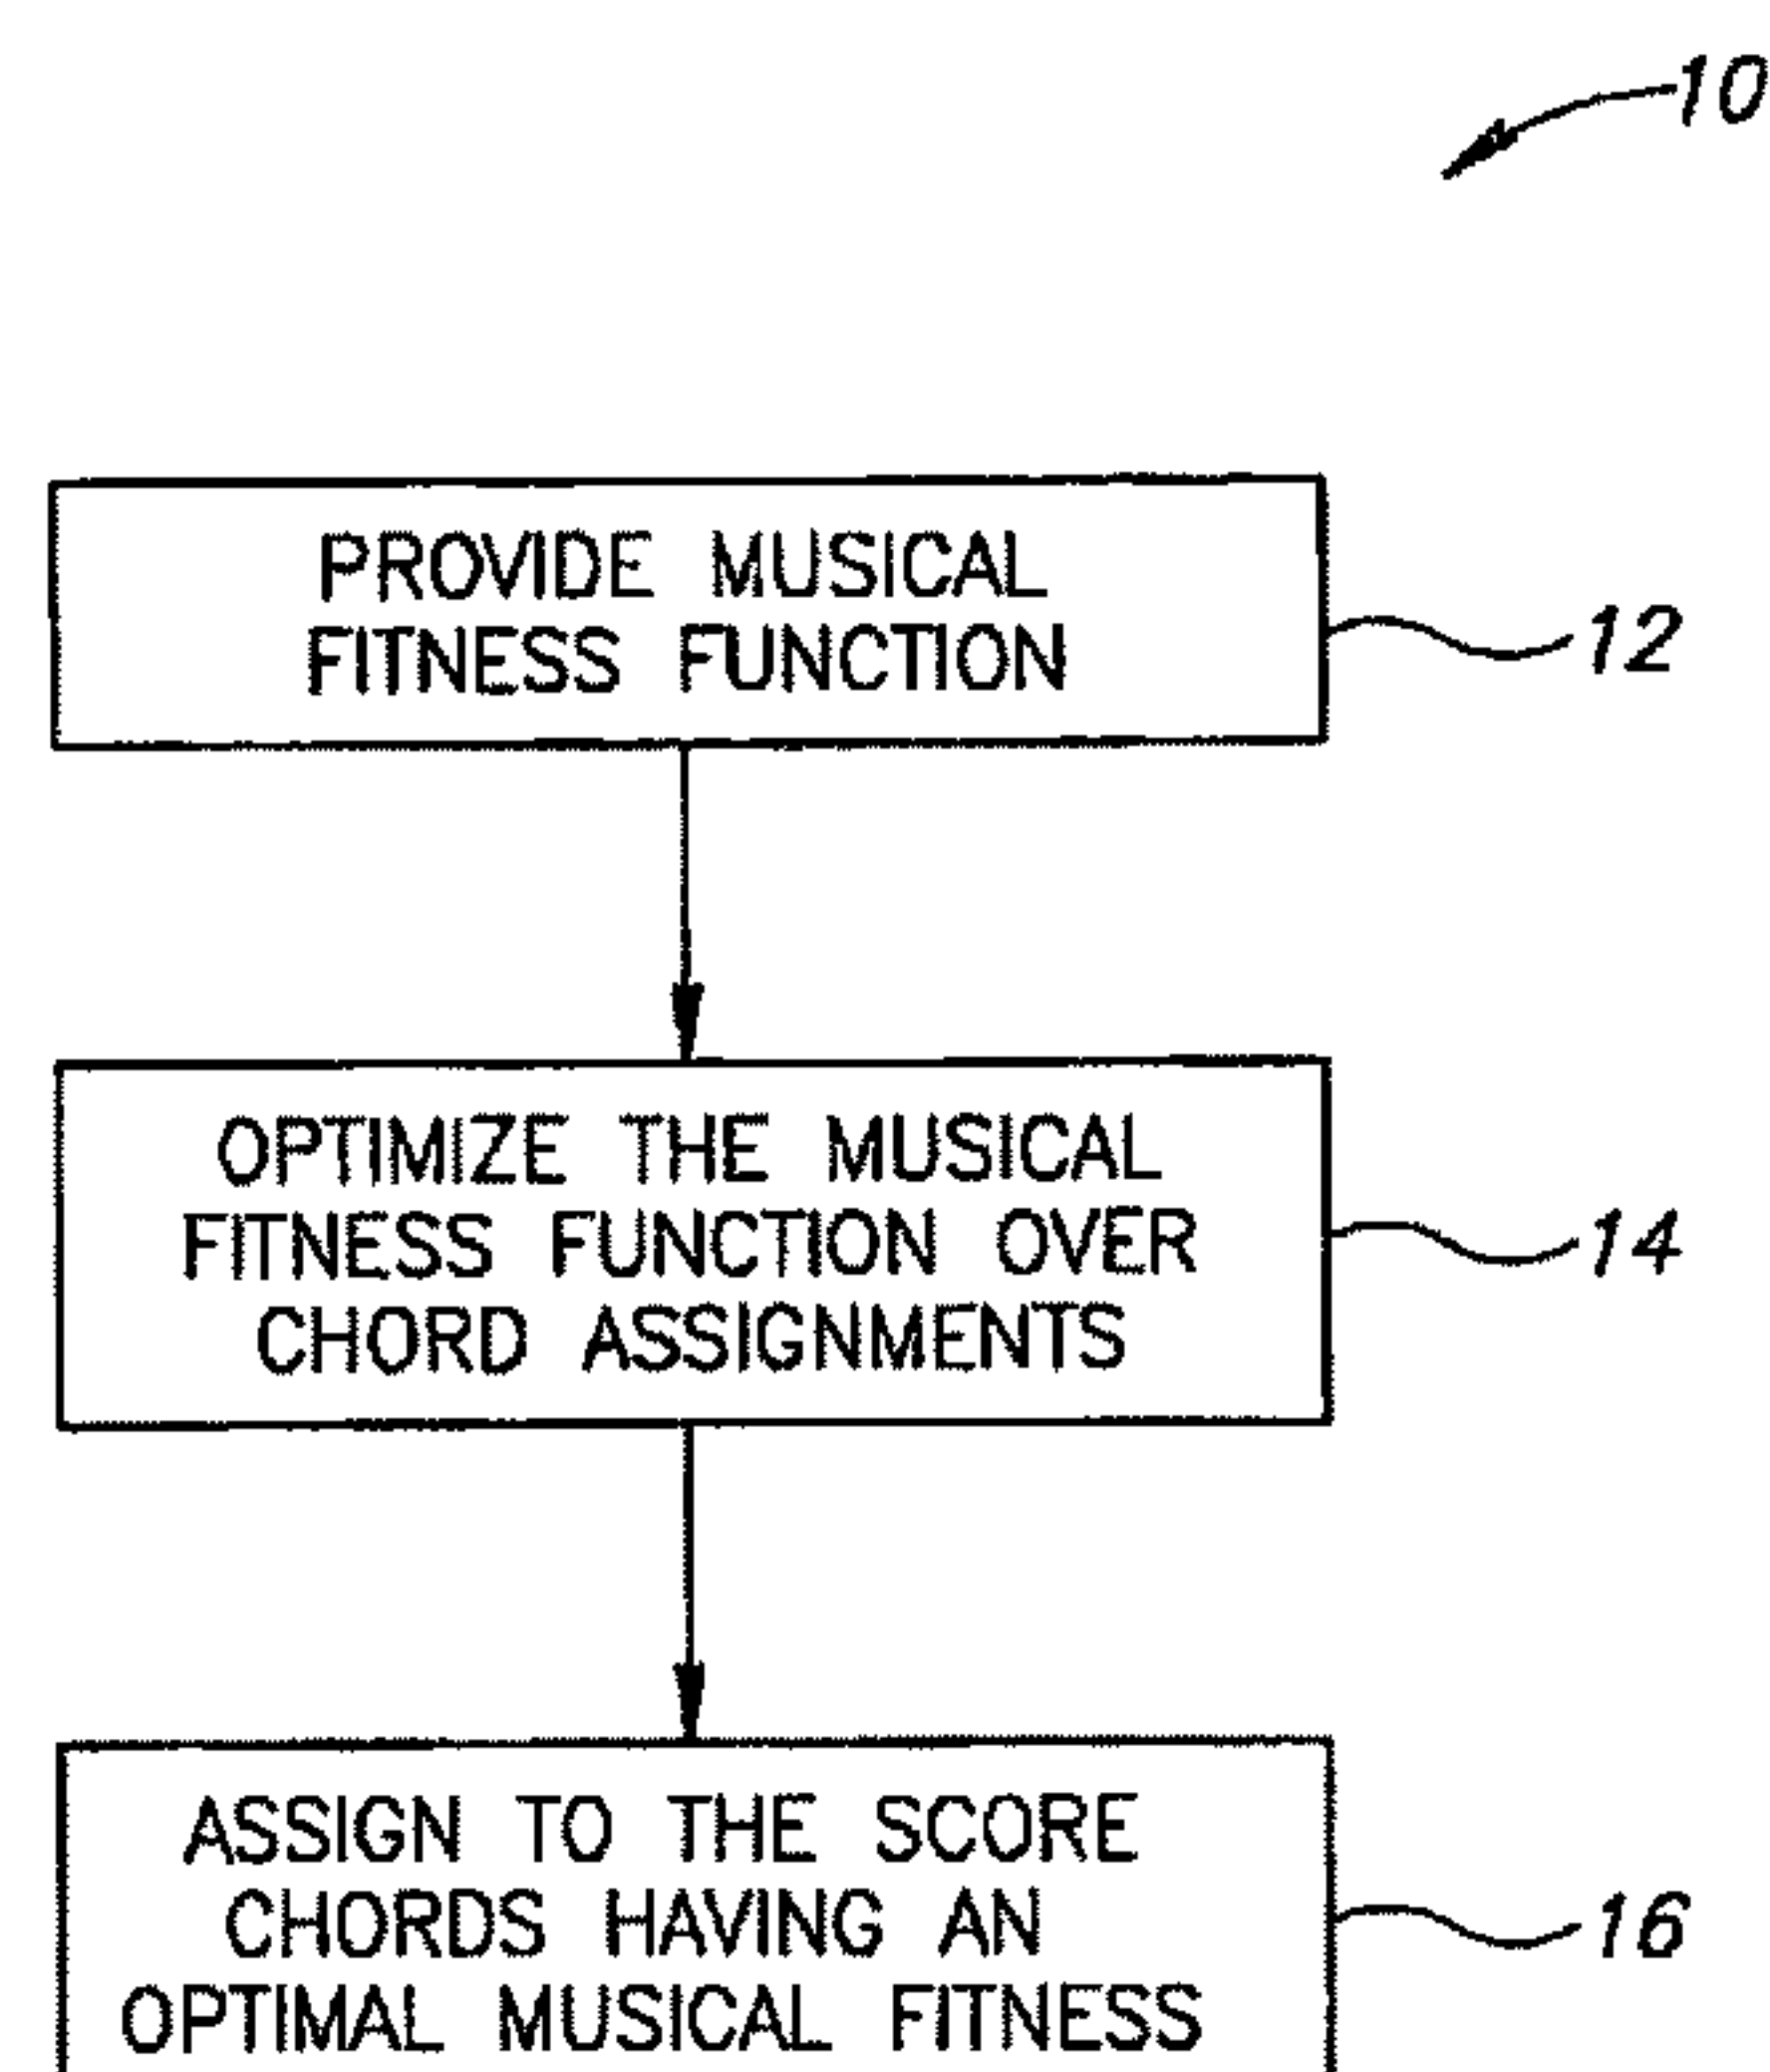 10
PROVIDE MUSICAL
FITNESS FUNCTION
12
OPTIMIZE THE MUSICAL
FITNESS FUNCTION OVER
CHORD ASSIGNMENTS
14
ASSIGN TO THE SCORE
CHORDS HAVING AN
OPTIMAL MUSICAL FITNESS
16